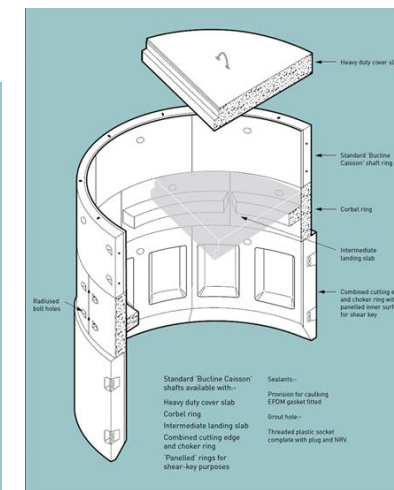 Heavy duty cover
Standard 'Bucline
Caisson' shaft ring
Corbel ring
Intermediate
landing slab
Combined cutting
and choker ring
panelled inner
for shear key
Radiused
bolt holes
Standard 'Bucline Caisson'
shafts available with:-
Heavy duty cover slab
Corbel ring
Intermediate landing slab
Combined cutting edge
and choker ring
'Panelled' rings for
shear-key purposes
Sealants:-
Provision for caulking
EPDM gasket fitted
Grout hole:-
Threaded plastic socket
complete with plug and NRV.